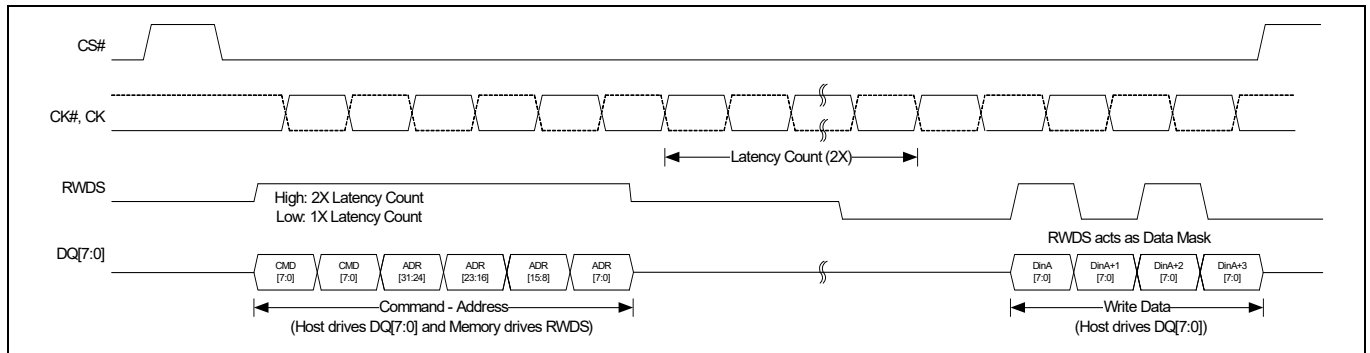 CS#
CK#, CK
Latency Count (2X)
RWDS
High: 2X Latency Count
Low: 1X Latency Count
RWDS acts as Data Mask
DQ[7:0]
CMD
[7:0]
CMD
[7:0]
ADR
[31:24]
ADR
[23:16]
ADR
[15:8]
ADR
[7:0]
DinA
[7:0]
DinA+1
[7:0]
DinA+2
[7:0]
DinA+3
[7:0]
Command - Address
(Host drives DQ[7:0] and Memory drives RWDS)
Write Data
(Host drives DQ[7:0])